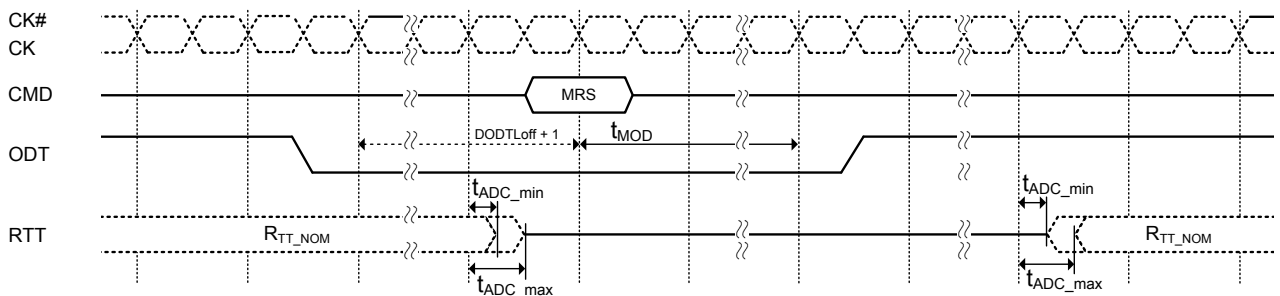 CK#
CK
CMD
MRS
DODTLoff + 1
tMOD
ODT
tADC_min
tADC_min
RTT
RTT_NOM
RTT_NOM
tADC_max
tADC_max